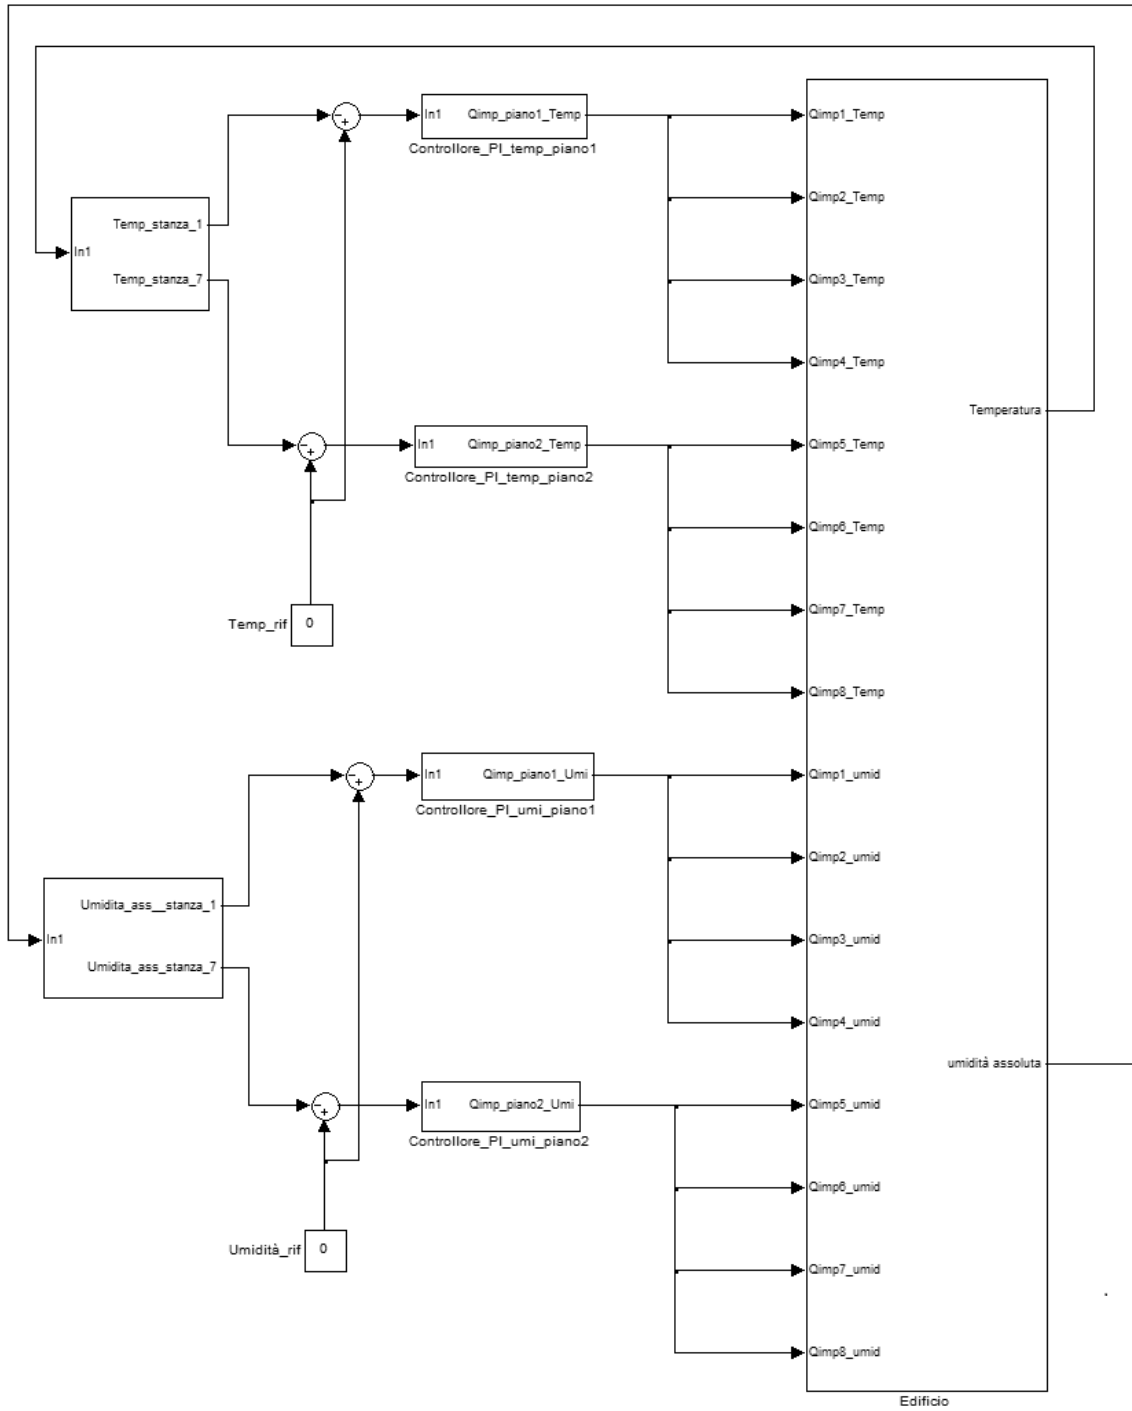 In1
Qimp_piano1_Temp
Controllore_PI_temp_piano1
Qimp1_Temp
Qimp2_Temp
Qimp3_Temp
Qimp4_Temp
Temp_stanza_1
In1
Temp_stanza_7
Temperatura
In1
Qimp_piano2_Temp
Controllore_PI_temp_piano2
Qimp5_Temp
Qimp6_Temp
Qimp7_Temp
Qimp8_Temp
Temp_rif
0
In1
Qimp_piano1_Umi
Controllore_PI_umi_piano1
Qimp1_umid
Qimp2_umid
Qimp3_umid
Qimp4_umid
Umidita_ass__stanza_1
In1
Umidita_ass_stanza_7
umidità assoluta
In1
Qimp_piano2_Umi
Controllore_PI_umi_piano2
Qimp5_umid
Qimp6_umid
Qimp7_umid
Qimp8_umid
Umidità_rif
0
Edificio